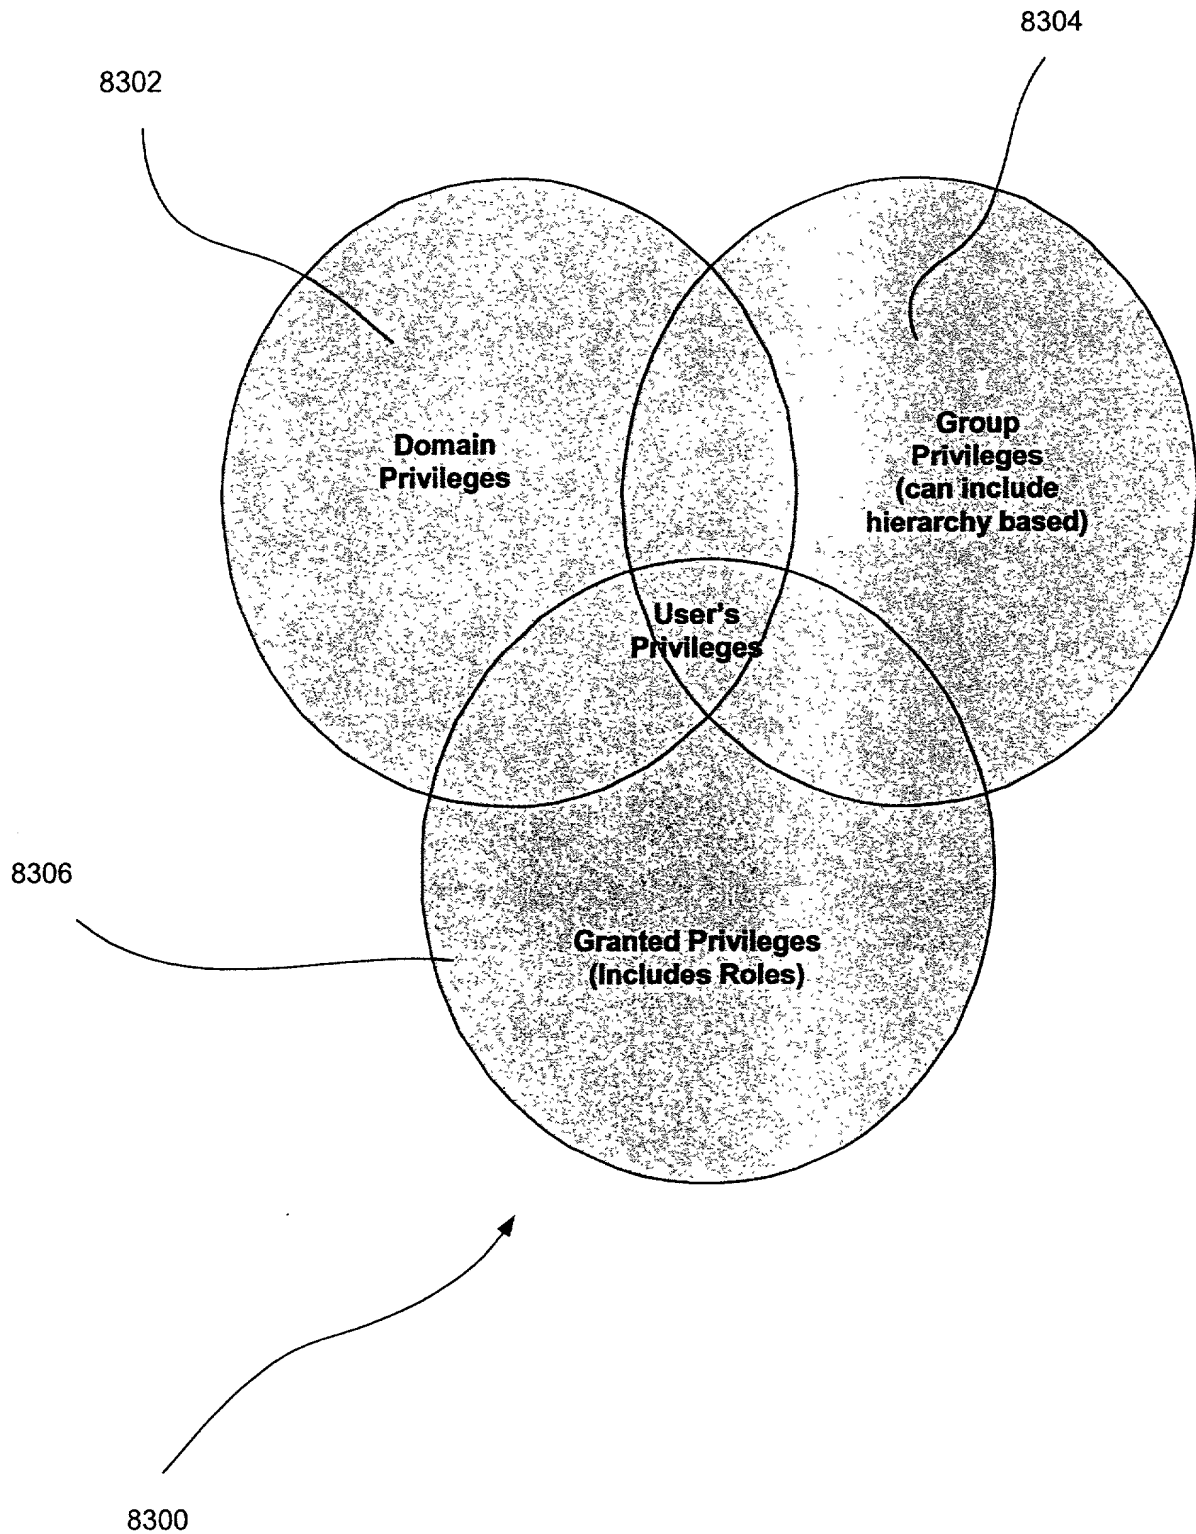 8304
8302
Domain
Privileges
Group
Privileges
(can include
hierarchy based)
User's
Privileges
8306
Granted Privileges
(Includes Roles)
8300